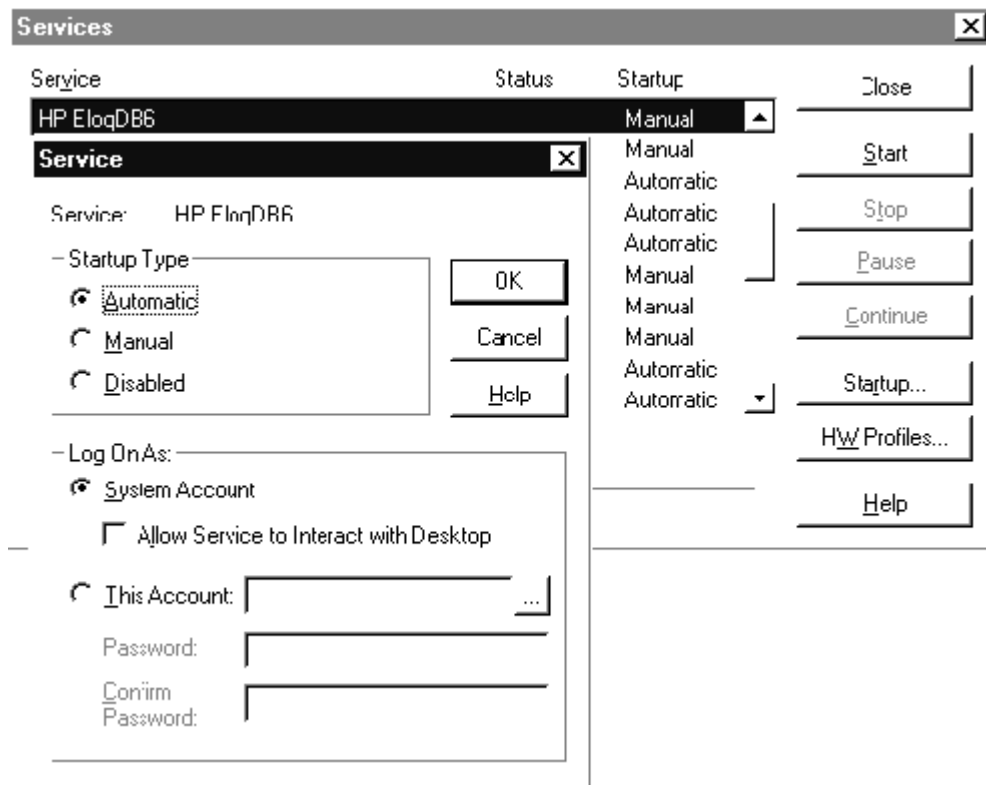 Services
Service Status Startup
HP EloqDB6 Manual
Manual
Automatic
Automatic
Automatic
Manual
Manual
Manual
Automatic
Automatic
Close
Start
Stop
Pause
Continue
Startup...
HW Profiles...
Help
Service
Service: HP EloqDB6
Startup Type
Automatic
Manual
Disabled
OK
Cancel
Help
Log On As:
System Account
Allow Service to Interact with Desktop
This Account: ...
Password:
Confirm
Password: